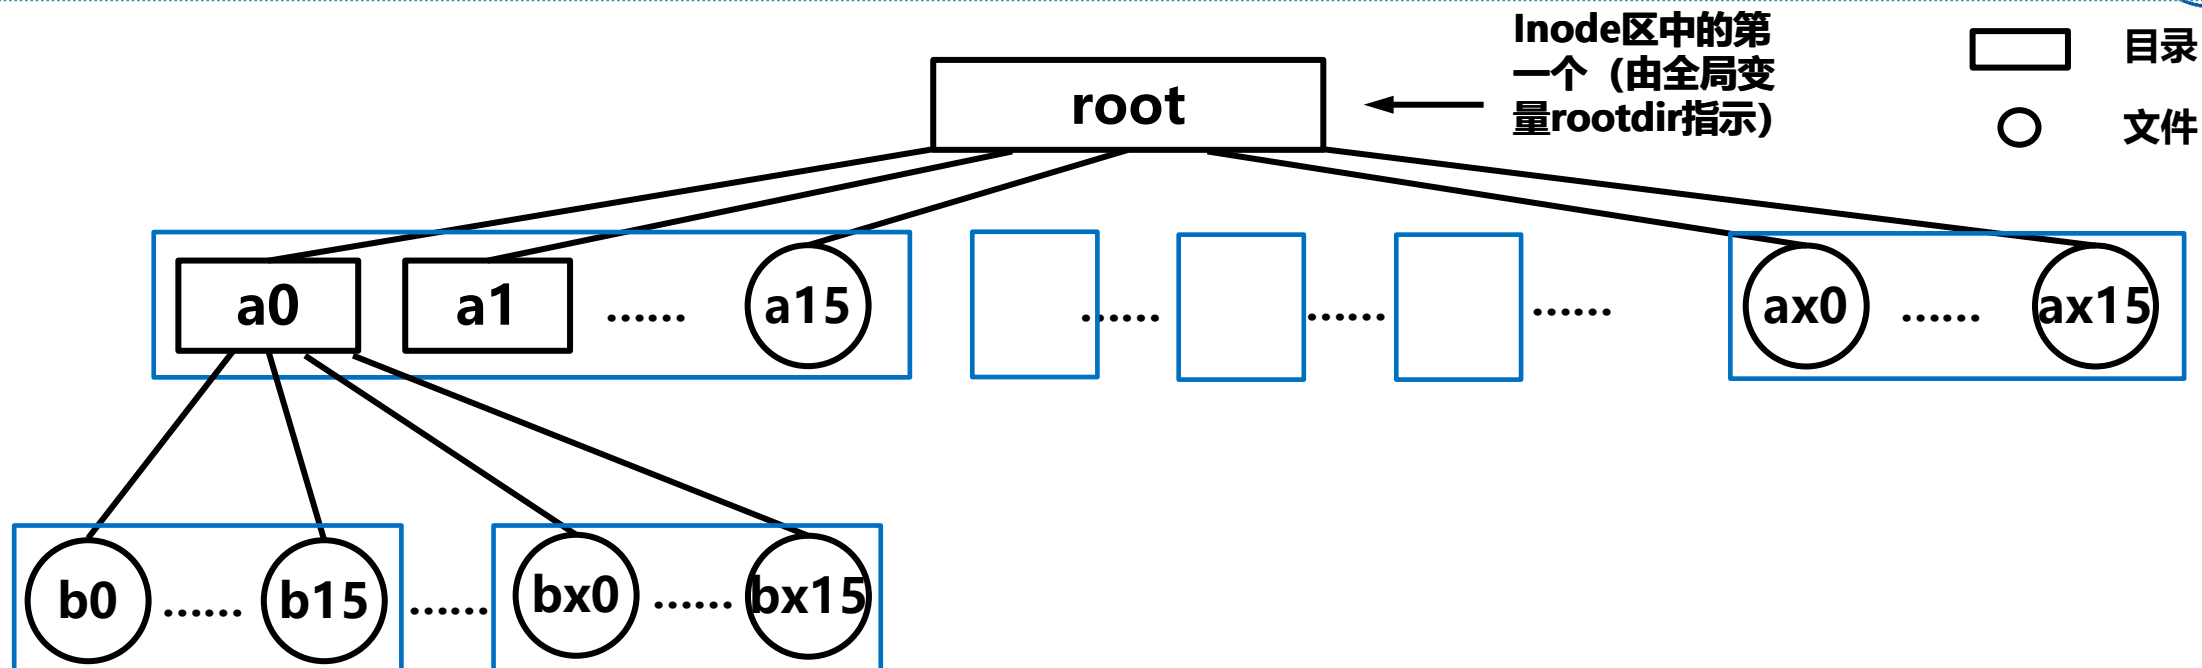 Inode区中的第
一个（由全局变
量rootdir指示）
目录
文件
root
a0
a1
......
a15
......
......
......
ax0
......
ax15
b0
......
b15
......
bx0
......
bx15